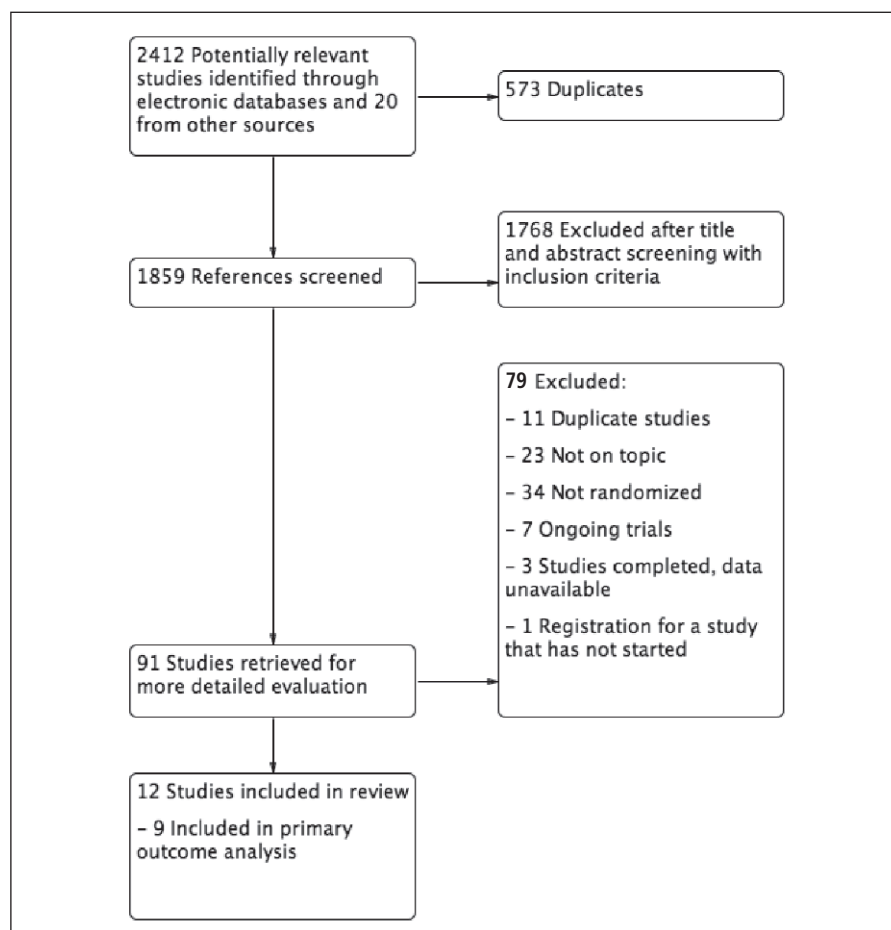 2412 Potentially relevant
studies identified through
electronic databases and 20
from other sources
573 Duplicates
1768 Excluded after title
and abstract screening with
inclusion criteria
1859 References screened
79 Excluded:
– 11 Duplicate studies
– 23 Not on topic
– 34 Not randomized
– 7 Ongoing trials
– 3 Studies completed, data
unavailable
– 1 Registration for a study
that has not started
91 Studies retrieved for
more detailed evaluation
12 Studies included in review
– 9 Included in primary
outcome analysis